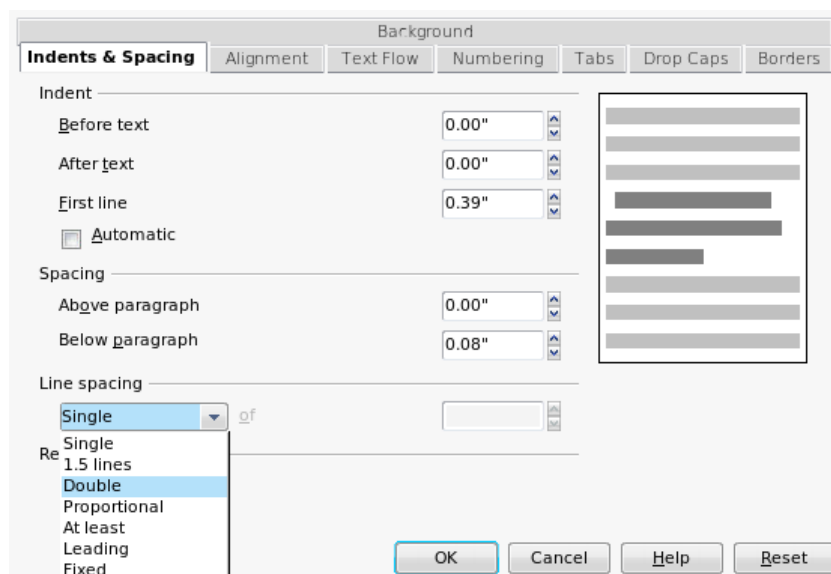 Background
Indents & Spacing Alignment Text Flow Numbering Tabs Drop Caps Borders
Indent
Before text 0.00"
After text 0.00"
First line 0.39"
Automatic
Spacing
Above paragraph 0.00"
Below paragraph 0.08"
Line spacing
Single of
Single
Re
1.5 lines
Double
Proportional
At least
Leading
Fixed
OK Cancel Help Reset